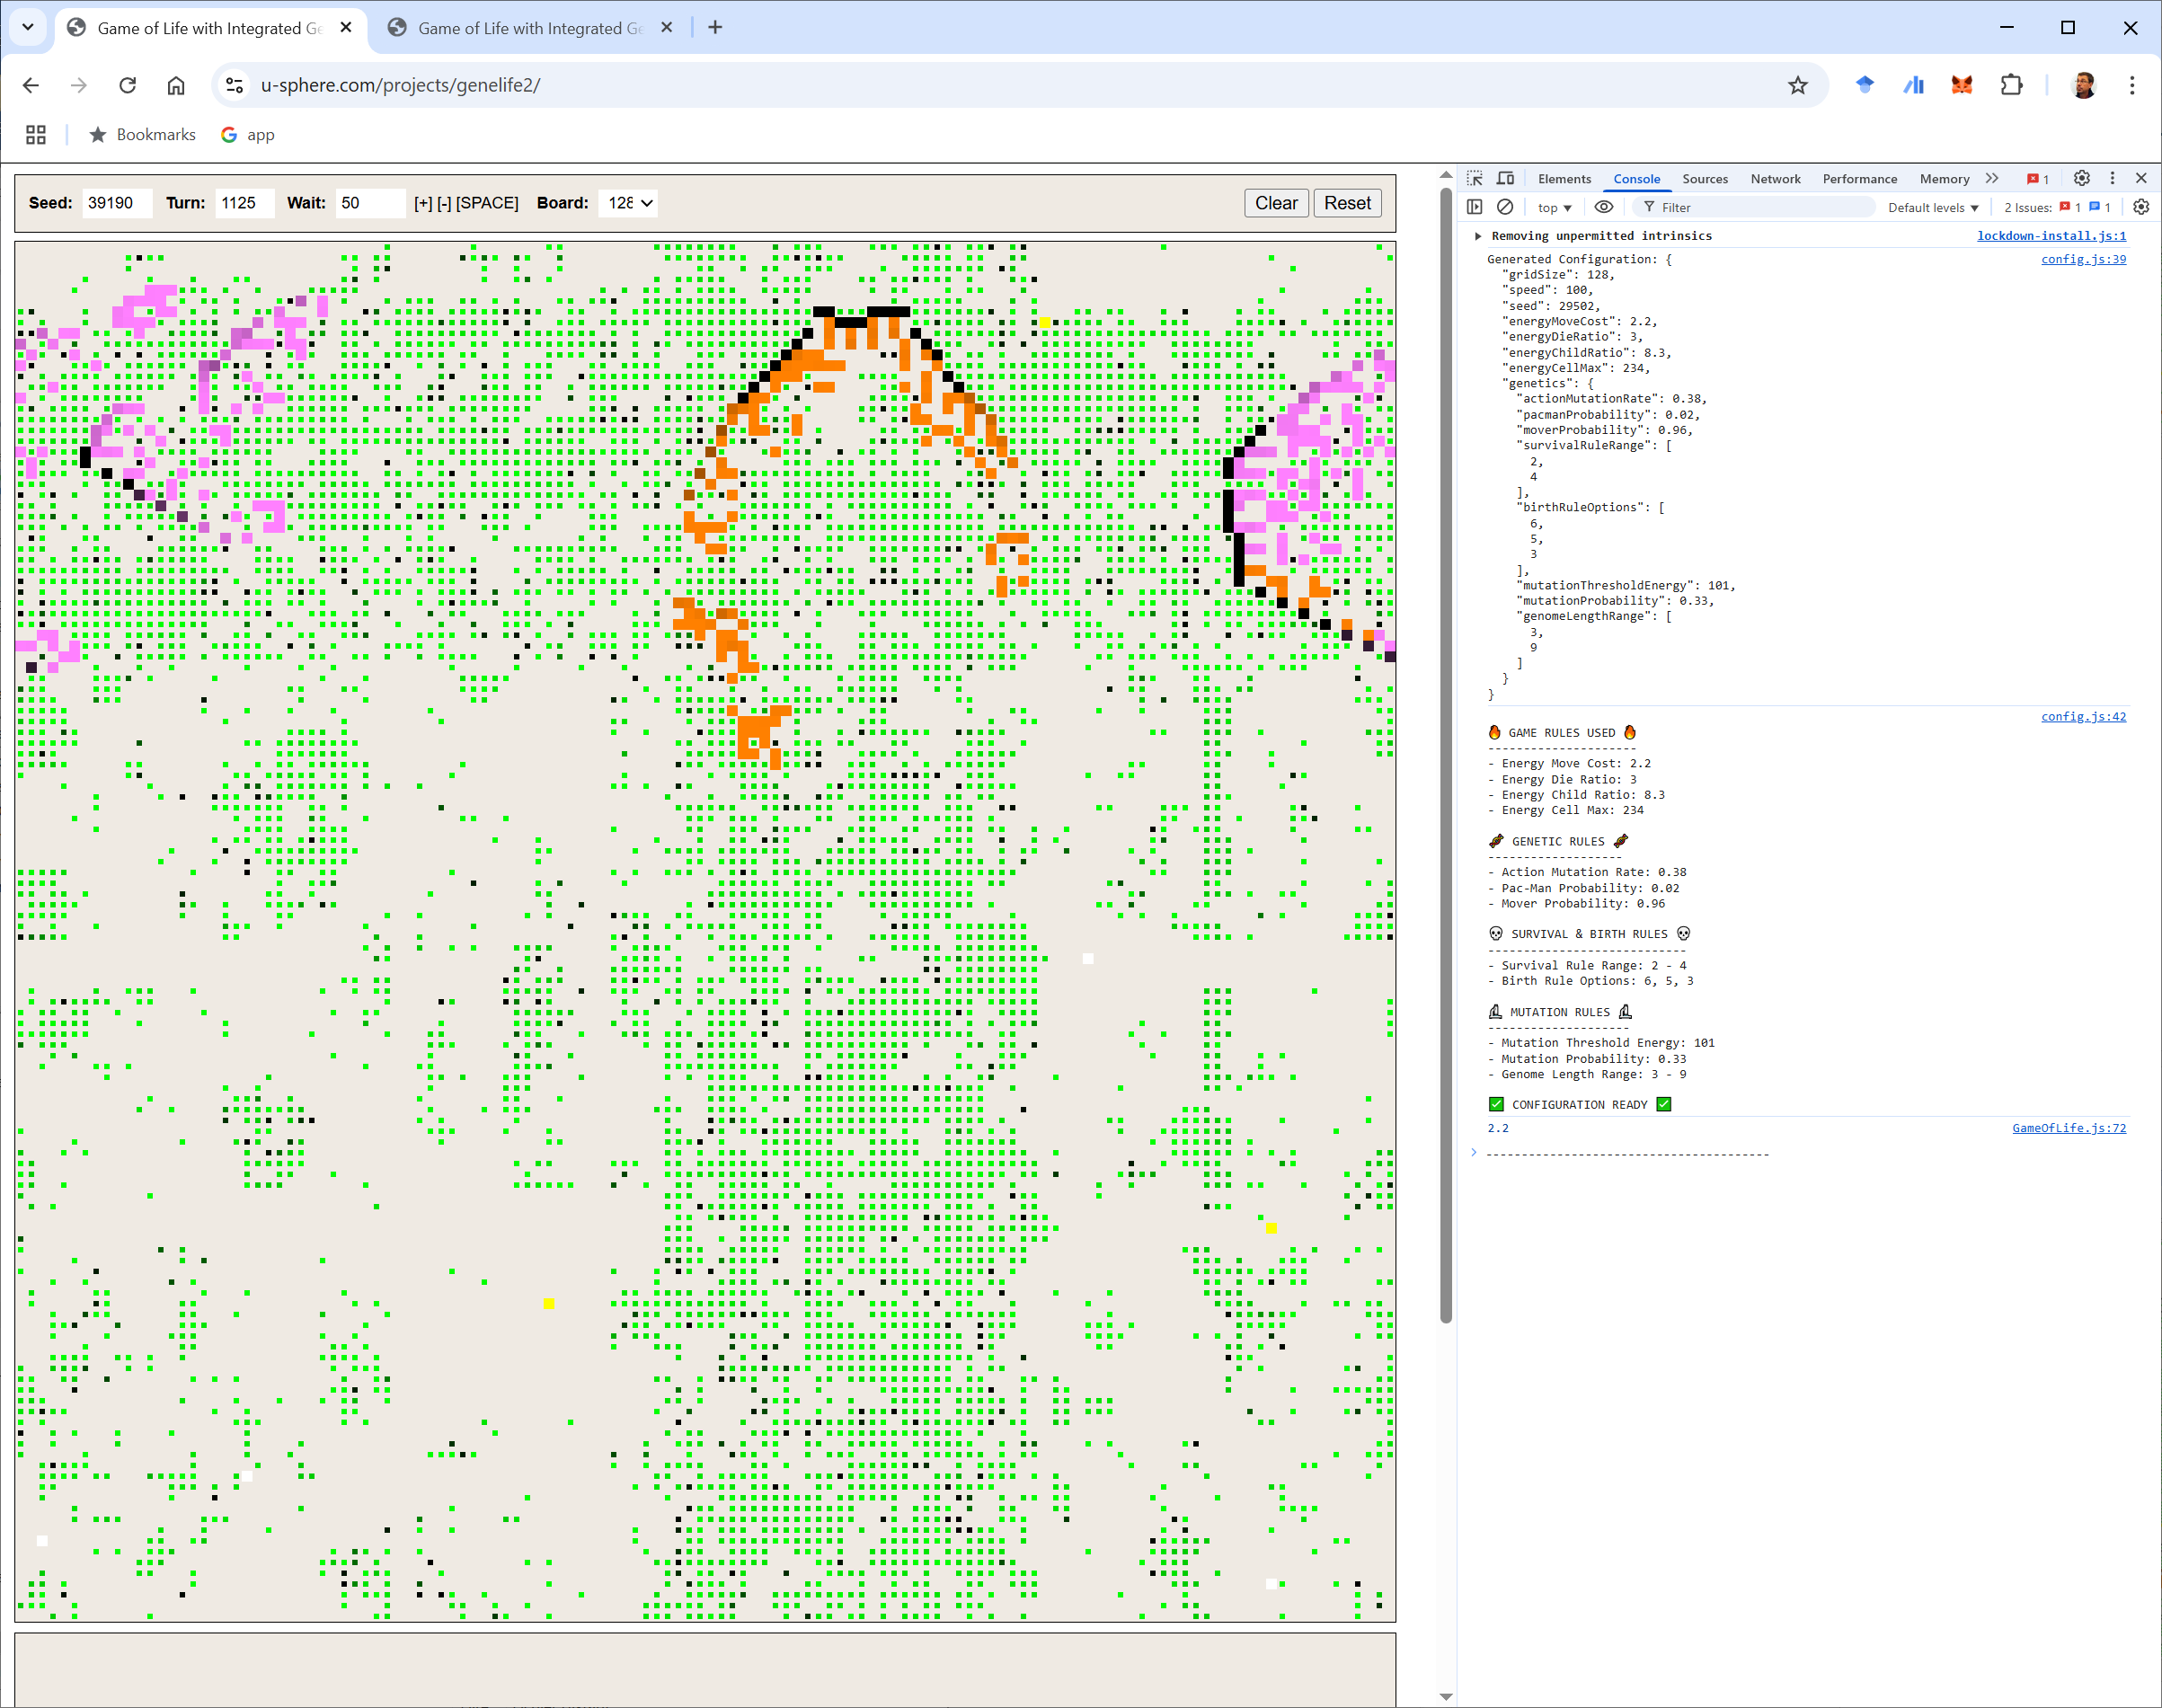 Game of Life with Integrated Ge
Game of Life with Integrated Ge
u-sphere.com/projects/genelife2/
Bookmarks
app
Seed: 39190 Turn: 1125 Wait: 50 [+] [-] [SPACE] Board: 128 Clear Reset
Elements Console Sources Network Performance Memory 1
top Filter Default levels 2 Issues: 1 1
Removing unpermitted intrinsics lockdown-install.js:1
Generated Configuration: { config.js:39
"gridSize": 128,
"speed": 100,
"seed": 29502,
"energyMoveCost": 2.2,
"energyDieRatio": 3,
"energyChildRatio": 8.3,
"energyCellMax": 234,
"genetics": {
"actionMutationRate": 0.38,
"pacmanProbability": 0.02,
"moverProbability": 0.96,
"survivalRuleRange": [
2,
4
],
"birthRuleOptions": [
6,
5,
3
],
"mutationThresholdEnergy": 101,
"mutationProbability": 0.33,
"genomeLengthRange": [
3,
9
]
}
}
config.js:42
🔥 GAME RULES USED 🔥
---------------------
- Energy Move Cost: 2.2
- Energy Die Ratio: 3
- Energy Child Ratio: 8.3
- Energy Cell Max: 234
🧬 GENETIC RULES 🧬
-------------------
- Action Mutation Rate: 0.38
- Pac-Man Probability: 0.02
- Mover Probability: 0.96
💀 SURVIVAL & BIRTH RULES 💀
----------------------------
- Survival Rule Range: 2 - 4
- Birth Rule Options: 6, 5, 3
MUTATION RULES
--------------------
- Mutation Threshold Energy: 101
- Mutation Probability: 0.33
- Genome Length Range: 3 - 9
✅ CONFIGURATION READY ✅
2.2 GameOfLife.js:72
> ----------------------------------------